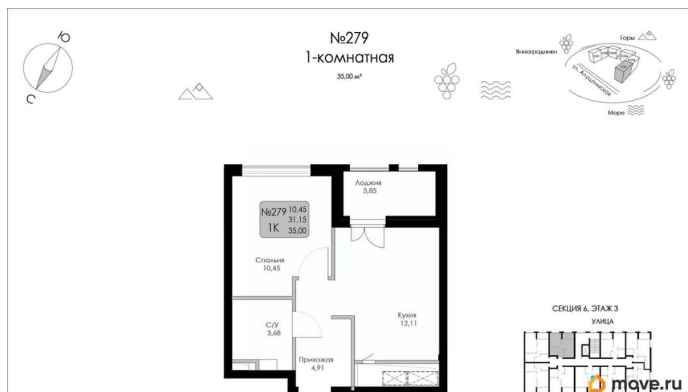 Ю
С
№279
1-комнатная
35,00 м²
Горы
Виноградники
ул. Алуштинская
Море
Лоджия
3,85
№279 10.45
1К 31.15
35.00
Спальня
10,45
Кухня
12,11
С/У
3,68
Прихожая
4,91
СЕКЦИЯ 6, ЭТАЖ 3
УЛИЦА
move.ru